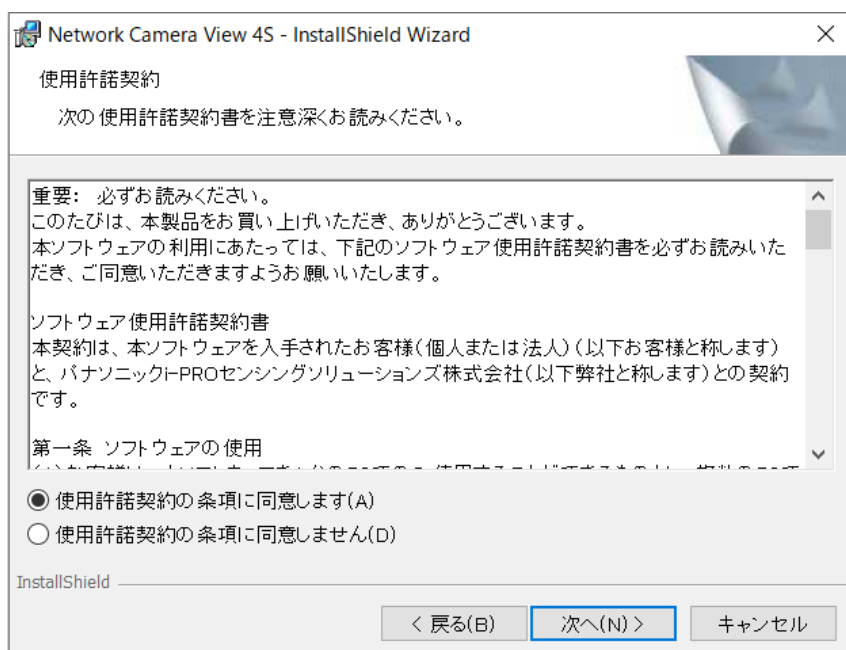 Network Camera View 4S - InstallShield Wizard
使用許諾契約
次の使用許諾契約書を注意深くお読みください。
重要: 必ずお読みください。
このたびは、本製品をお買い上げいただき、ありがとうございます。
本ソフトウェアの利用にあたっては、下記のソフトウェア使用許諾契約書を必ずお読みいた
だき、ご同意いただきますようお願いいたします。
ソフトウェア使用許諾契約書
本契約は、本ソフトウェアを入手されたお客様(個人または法人)(以下お客様と称します)
と、パナソニックi-PROセンシングソリューションズ株式会社(以下弊社と称します)との契約
です。
第一条 ソフトウェアの使用
使用許諾契約の条項に同意します(A)
使用許諾契約の条項に同意しません(D)
InstallShield
< 戻る(B)
次へ(N) >
キャンセル